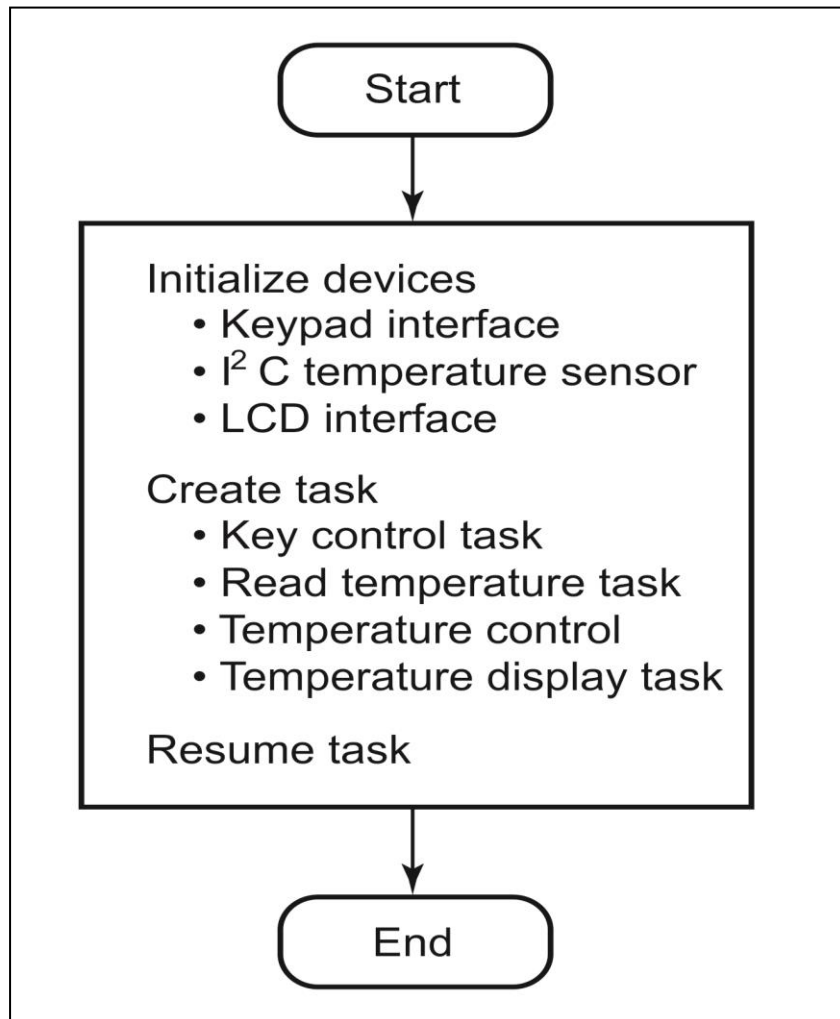 Start
Initialize devices
• Keypad interface
• I² C temperature sensor
• LCD interface
Create task
• Key control task
• Read temperature task
• Temperature control
• Temperature display task
Resume task
End